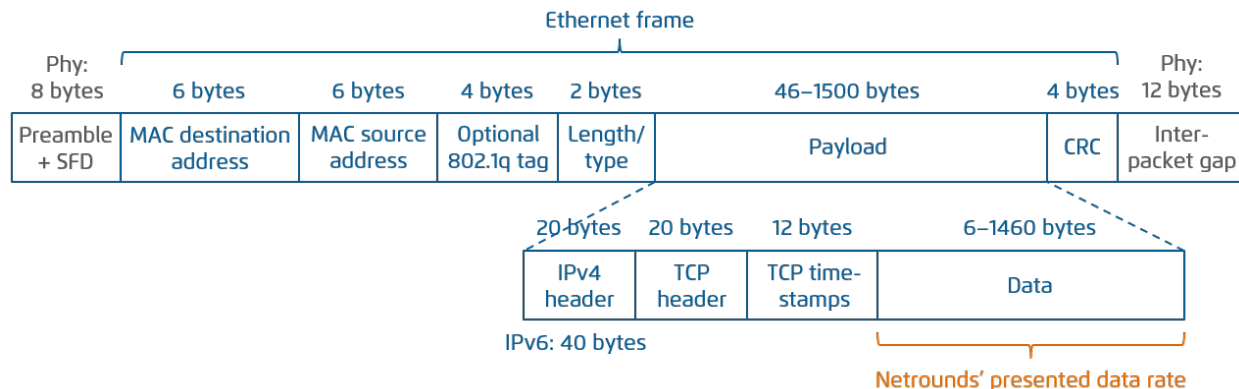 Ethernet frame
Phy:
8 bytes
6 bytes
6 bytes
4 bytes
2 bytes
46–1500 bytes
4 bytes
Phy:
12 bytes
Preamble
+ SFD
MAC destination
address
MAC source
address
Optional
802.1q tag
Length/
type
Payload
CRC
Inter-
packet gap
20 bytes
20 bytes
12 bytes
6–1460 bytes
IPv4
header
TCP
header
TCP time-
stamps
Data
IPv6: 40 bytes
Netrounds’ presented data rate